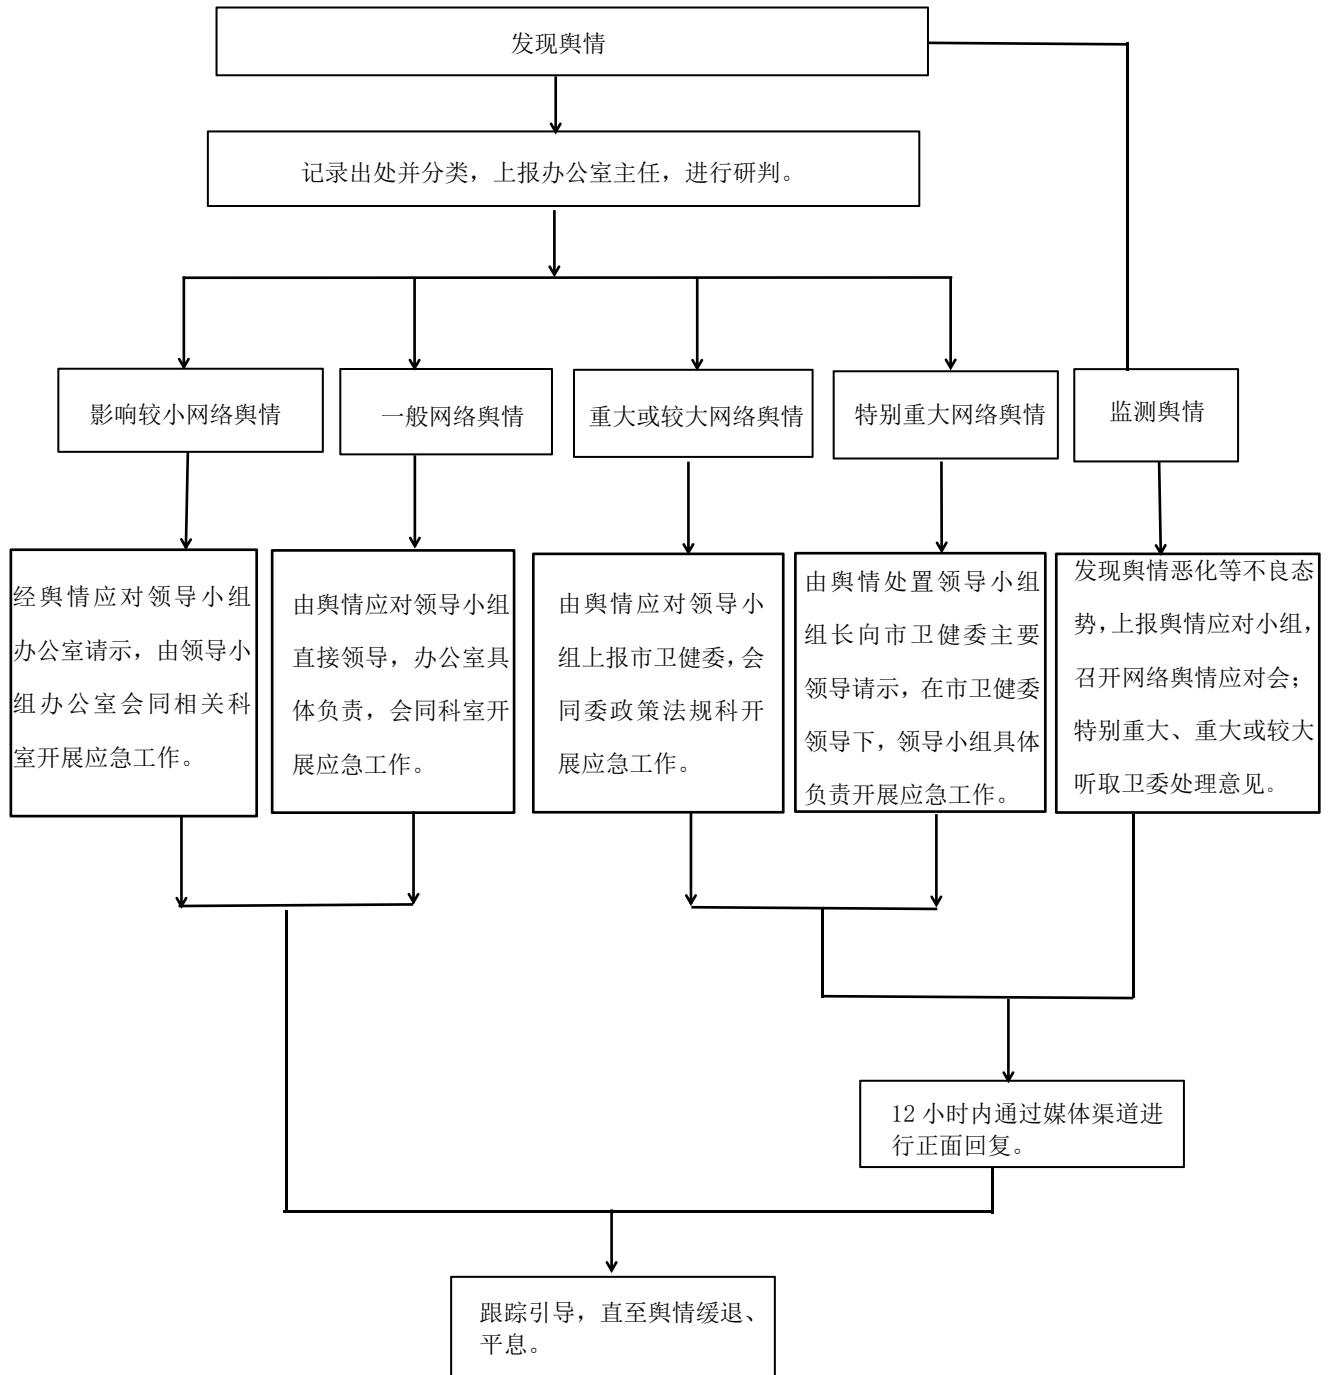 发现舆情
记录出处并分类，上报办公室主任，进行研判。
影响较小网络舆情
一般网络舆情
重大或较大网络舆情
特别重大网络舆情
监测舆情
经舆情应对领导小组
办公室请示，由领导小
组办公室会同相关科
室开展应急工作。
由舆情应对领导小组
直接领导，办公室具
体负责，会同科室开
展应急工作。
由舆情应对领导小
组上报市卫健委，会
同委政策法规科开
展应急工作。
由舆情处置领导小组
组长向市卫健委主要
领导请示，在市卫健委
领导下，领导小组具体
负责开展应急工作。
发现舆情恶化等不良态
势，上报舆情应对小组，
召开网络舆情应对会；
特别重大、重大或较大
听取卫委处理意见。
12 小时内通过媒体渠道进
行正面回复。
跟踪引导，直至舆情缓退、
平息。